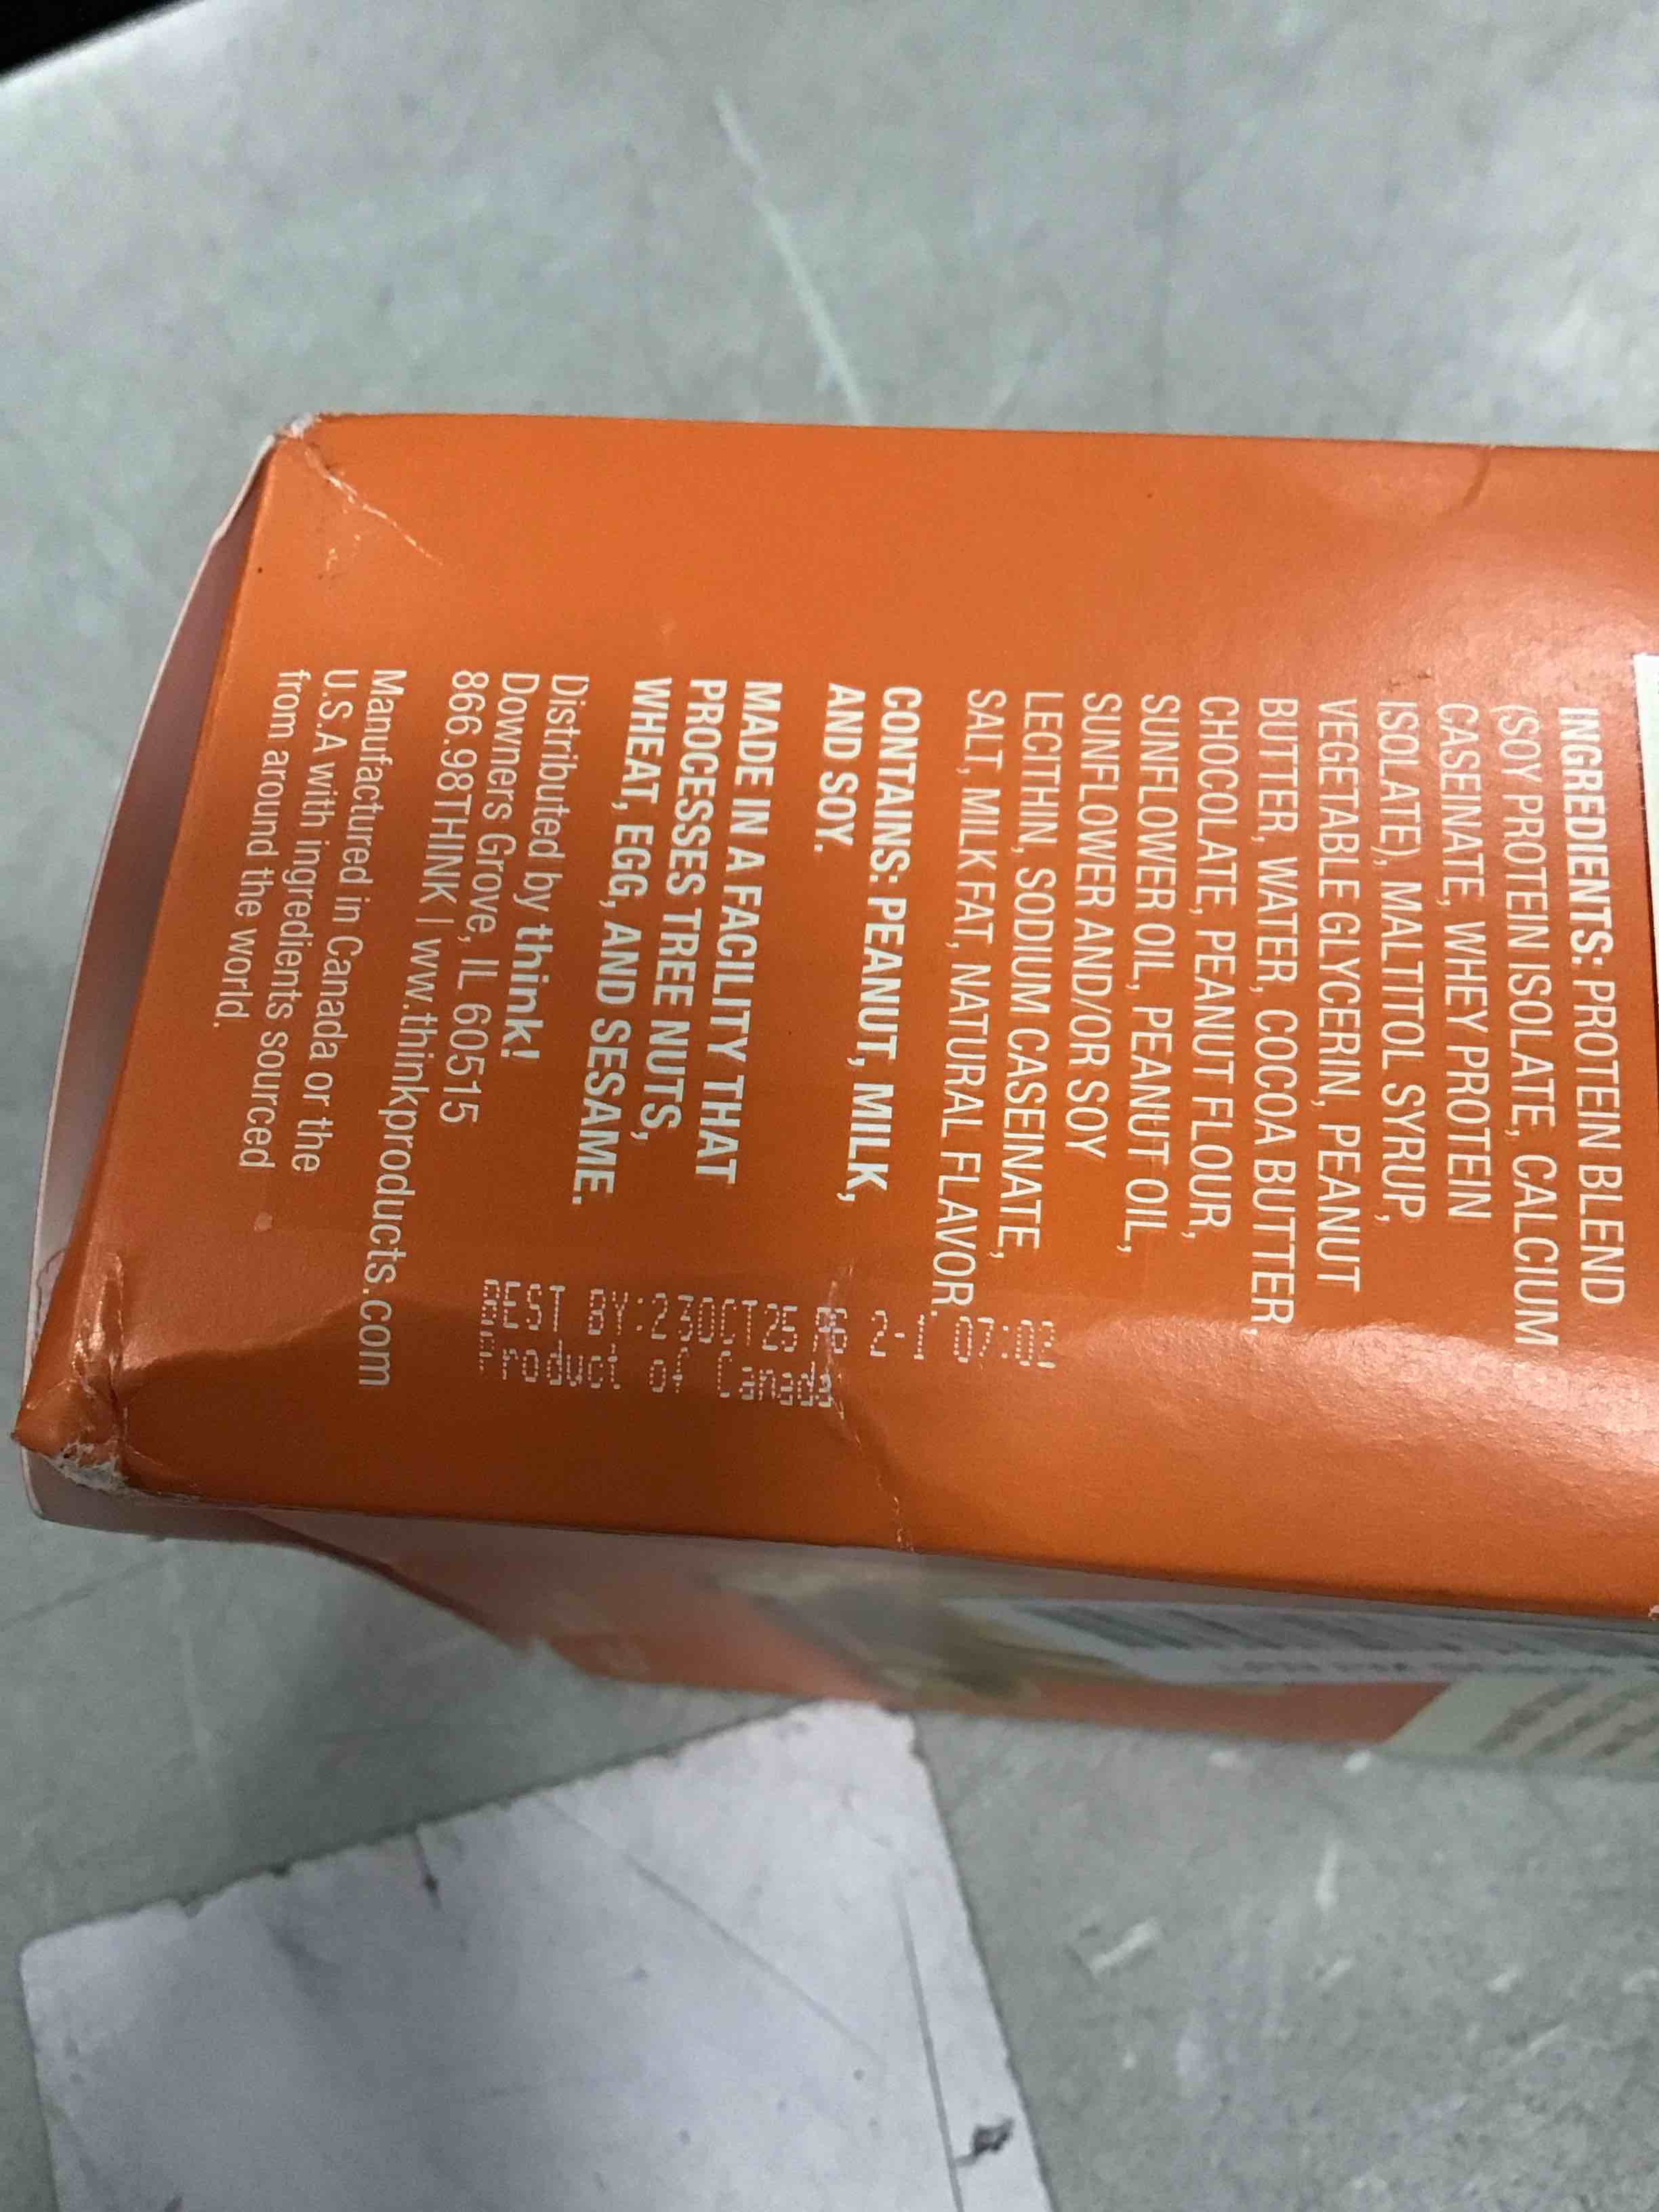 INGREDIENTS: PROTEIN BLEND
(SOY PROTEIN ISOLATE, CALCIUM
CASEINATE, WHEY PROTEIN
ISOLATE), MALTITOL SYRUP,
VEGETABLE GLYCERIN, PEANUT
BUTTER, WATER, COCOA BUTTER,
CHOCOLATE, PEANUT FLOUR,
SUNFLOWER OIL, PEANUT OIL,
SUNFLOWER AND/OR SOY
LECITHIN, SODIUM CASEINATE,
SALT, MILK FAT, NATURAL FLAVOR.
CONTAINS: PEANUT, MILK,
AND SOY.
MADE IN A FACILITY THAT
PROCESSES TREE NUTS,
WHEAT, EGG, AND SESAME.
Distributed by think!
Downers Grove, IL 60515
866.98THINK | www.thinkproducts.com
Manufactured in Canada or the
U.S.A with ingredients sourced
from around the world.
BEST BY:23OCT25 2-1 07:02
Product of Canada